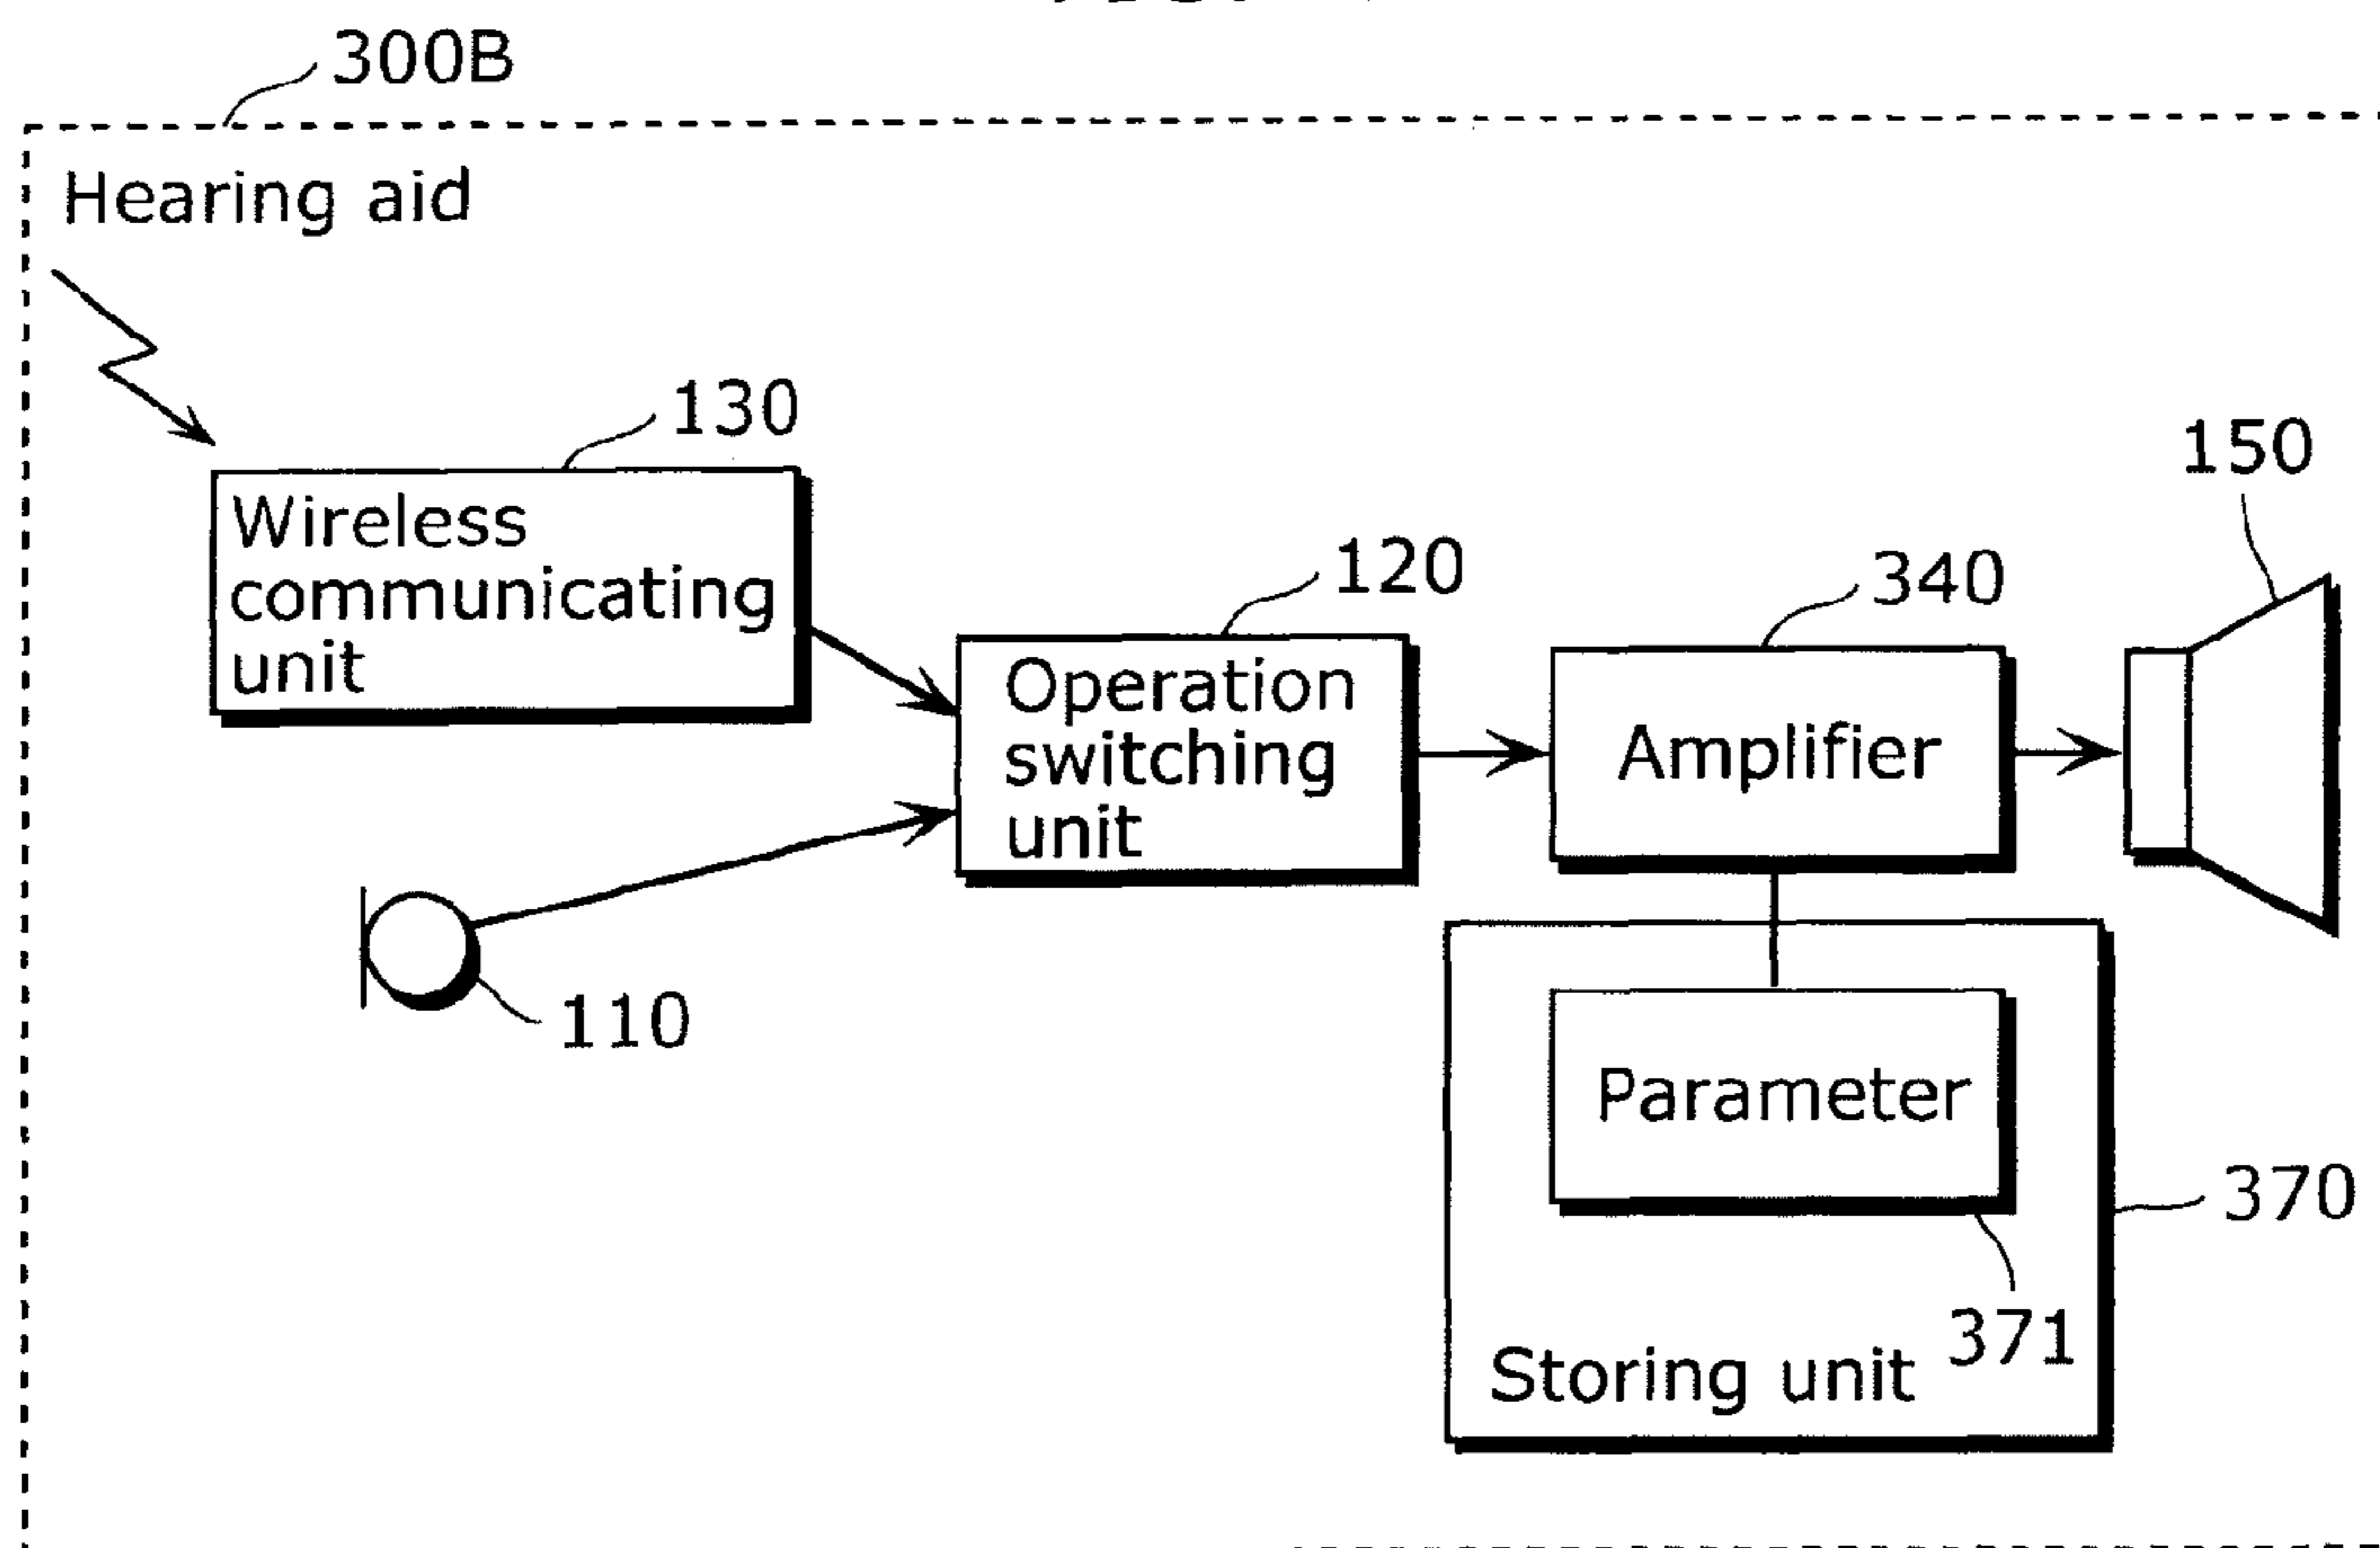 300B
Hearing aid
130
Wireless
communicating
unit
150
120
340
Operation
switching
unit
Amplifier
110
Parameter
370
371
Storing unit